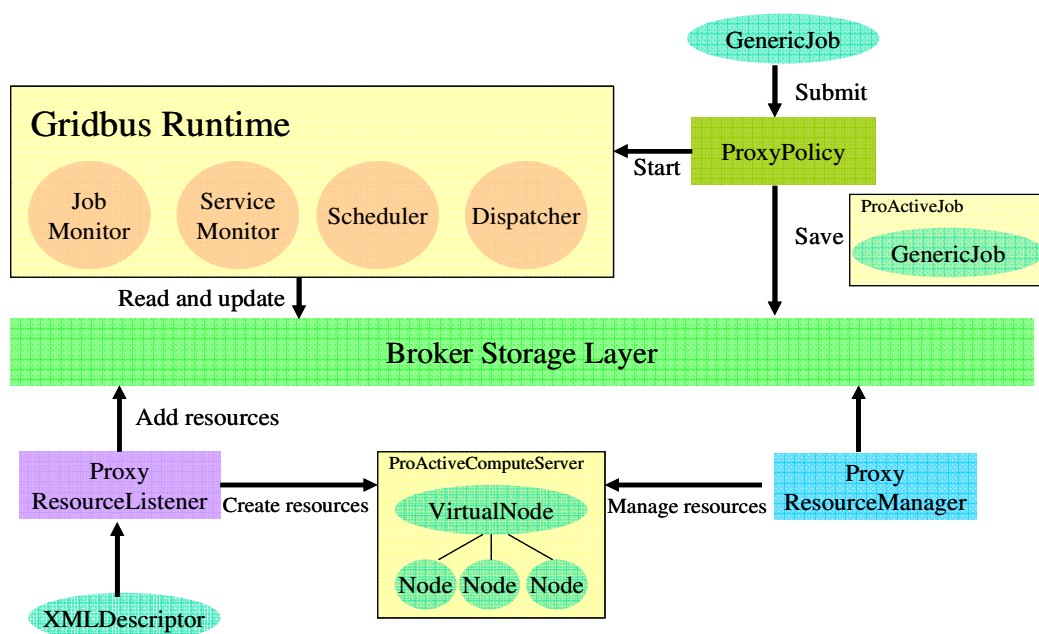 GenericJob
Submit
Gridbus Runtime
ProxyPolicy
Start
Job
Monitor
Service
Monitor
Scheduler
Dispatcher
ProActiveJob
GenericJob
Save
Read and update
Broker Storage Layer
Add resources
Proxy
ResourceListener
Create resources
ProActiveComputeServer
VirtualNode
Node
Node
Node
Manage resources
Proxy
ResourceManager
XMLDescriptor